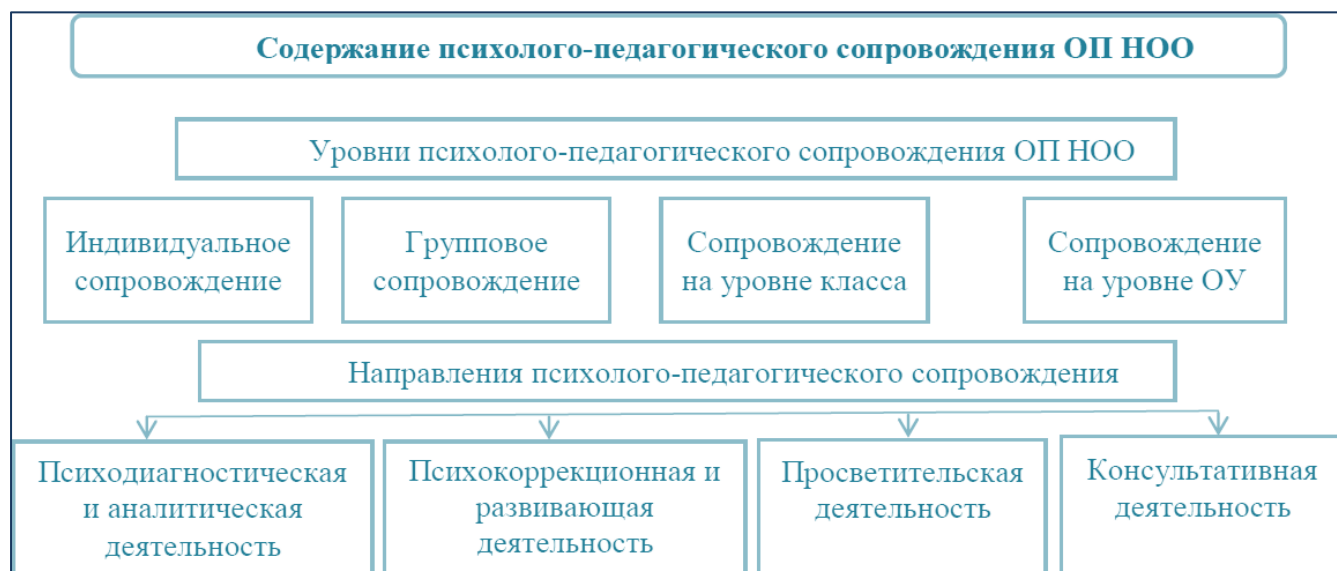 Содержание психолого-педагогического сопровождения ОП НОО
Уровни психолого-педагогического сопровождения ОП НОО
Индивидуальное
сопровождение
Групповое
сопровождение
Сопровождение
на уровне класса
Сопровождение
на уровне ОУ
Направления психолого-педагогического сопровождения
Психодиагностическая
и аналитическая
деятельность
Психокоррекционная и
развивающая
деятельность
Просветительская
деятельность
Консультативная
деятельность